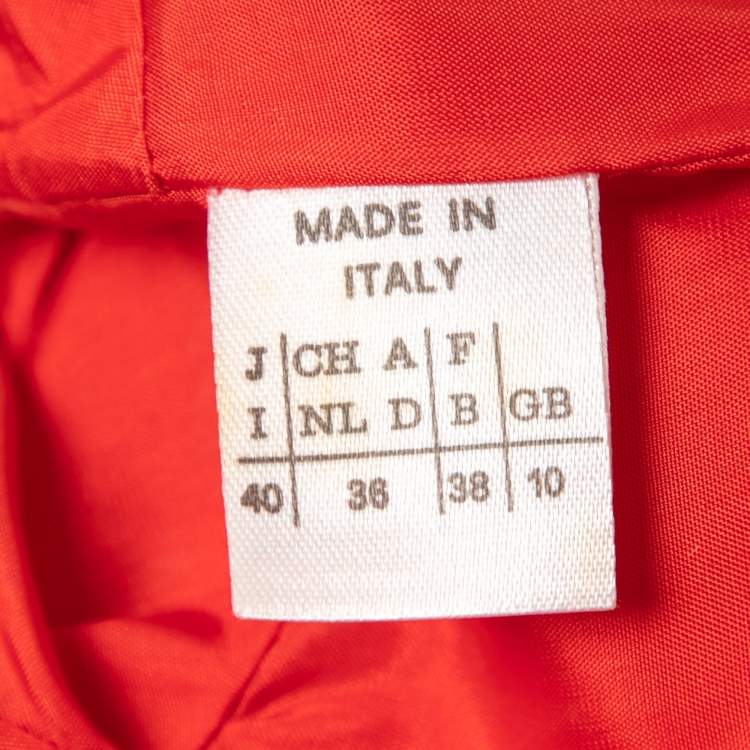 MADE IN
ITALY
J | CH A | F |
I | NL D | B | GB
40 | 36 | 38 | 10